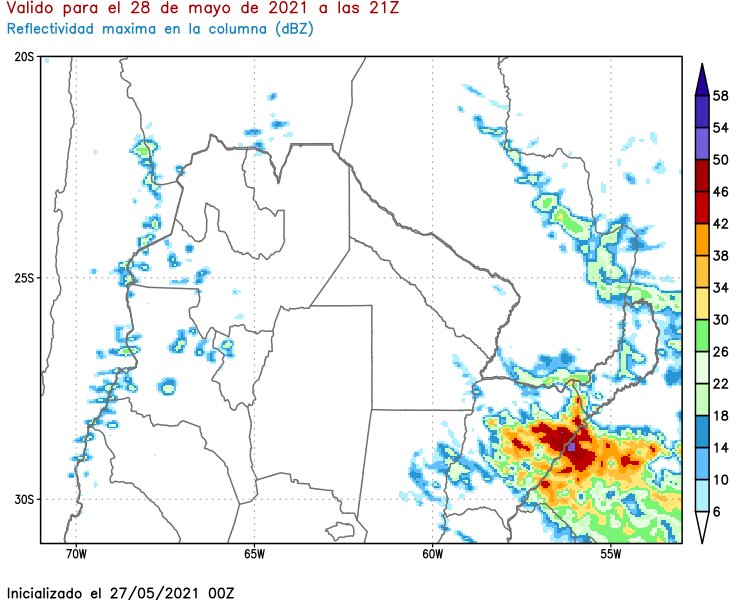 Valido para el 28 de mayo de 2021 a las 21Z
Reflectividad maxima en la columna (dBZ)
20S
25S
30S
70W
65W
60W
55W
58
54
50
46
42
38
34
30
26
22
18
14
10
6
Inicializado el 27/05/2021 00Z